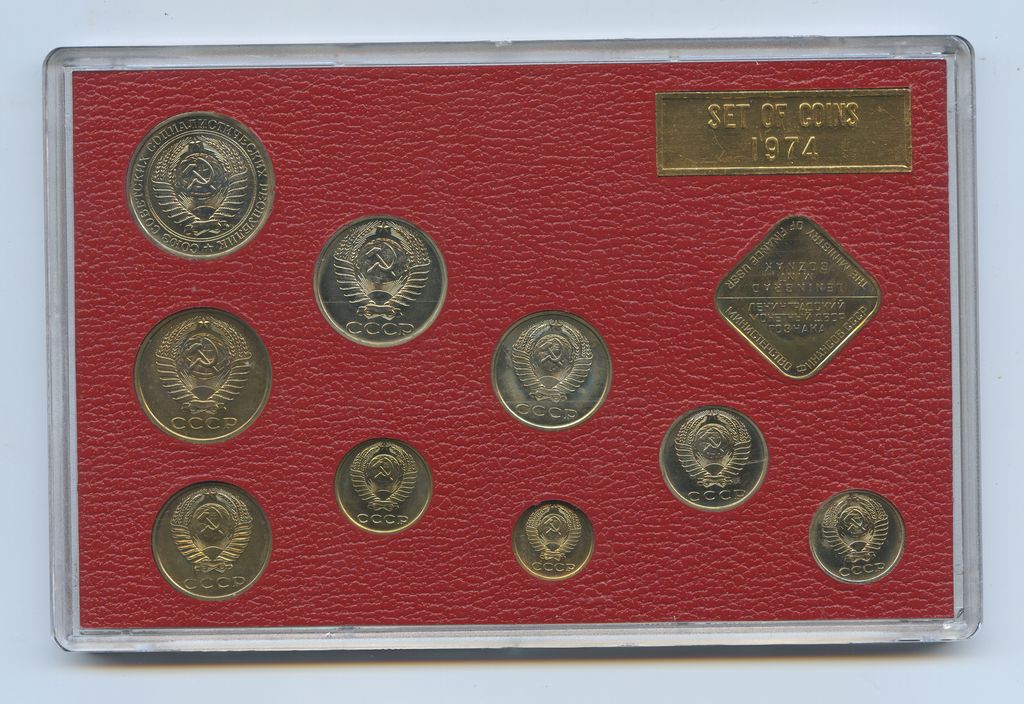 SET OF COINS
1974
СОЮЗ СОВЕТСКИХ СОЦИАЛИСТИЧЕСКИХ РЕСПУБЛИК
СССР
THE MINISTRY
OF FINANCE USSR
LENINGRAD
MINT
GOZNAK
ЛЕНИНГРАДСКИЙ
МОНЕТНЫЙ ДВОР
ГОЗНАКА
МИНИСТЕРСТВО
ФИНАНСОВ СССР
СССР
СССР
СССР
СССР
СССР
СССР
СССР